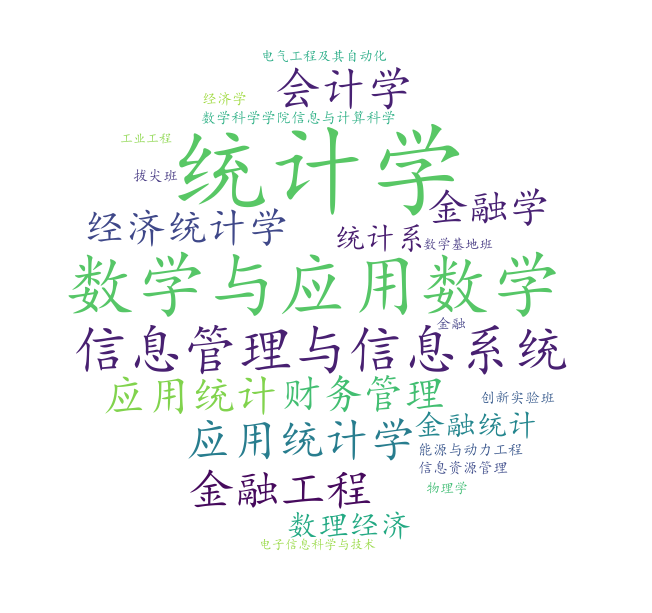 电气工程及其自动化
会计学
经济学
数学科学学院信息与计算科学
工业工程
统计学
拔尖班
金融学
经济统计学
统计系
数学基地班
数学与应用数学
金融
信息管理与信息系统
应用统计
财务管理
创新实验班
金融统计
应用统计学
能源与动力工程
信息资源管理
金融工程
物理学
数理经济
电子信息科学与技术